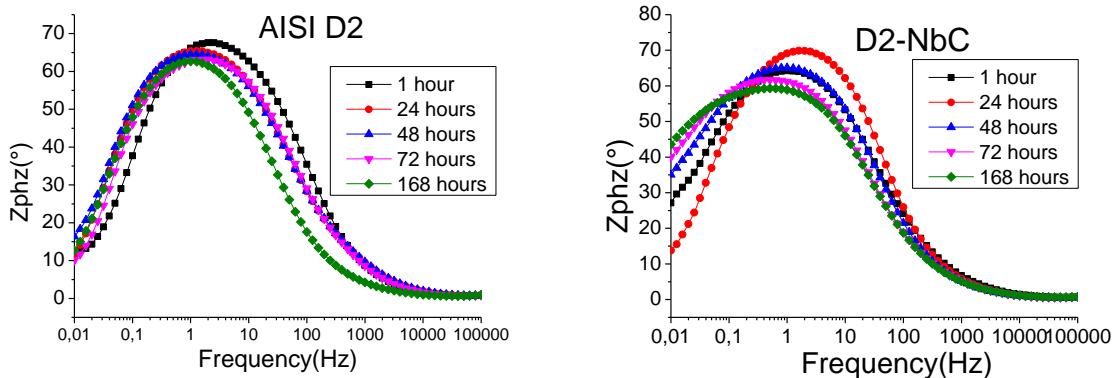 AISI D2
Zphz(°)
70
60
50
40
30
20
10
0
1 hour
24 hours
48 hours
72 hours
168 hours
0,01 0,1 1 10 100 1000 10000 100000
Frequency(Hz)
D2-NbC
Zphz(°)
80
70
60
50
40
30
20
10
0
1 hour
24 hours
48 hours
72 hours
168 hours
0,01 0,1 1 10 100 1000 10000 100000
Frequency(Hz)